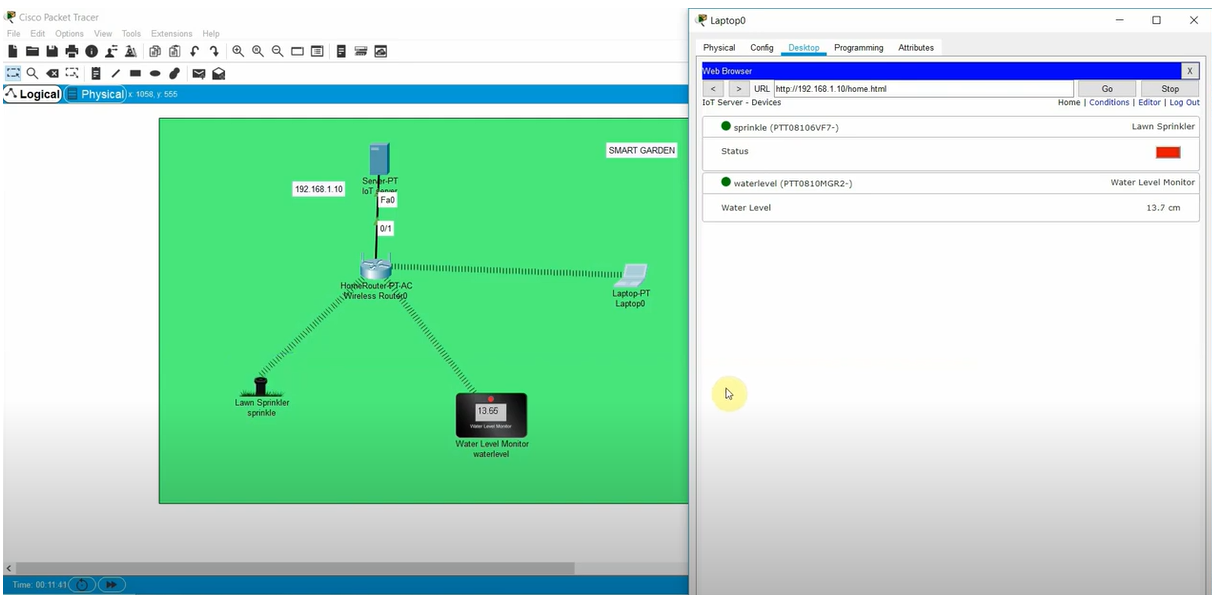 Cisco Packet Tracer
File Edit Options View Tools Extensions Help
Logical Physical x: 1058, y: 555
SMART GARDEN
Server-PT
IoT server
192.168.1.10
Fa0
0/1
HomeRouter-PT-AC
Wireless Router0
Laptop-PT
Laptop0
Lawn Sprinkler
sprinkle
13.65
Water Level Monitor
Water Level Monitor
waterlevel
Time: 00:11:41
Laptop0
Physical Config Desktop Programming Attributes
Web Browser X
< > URL http://192.168.1.10/home.html Go Stop
IoT Server - Devices Home | Conditions | Editor | Log Out
sprinkle (PTT08106VF7-) Lawn Sprinkler
Status
waterlevel (PTT0810MGR2-) Water Level Monitor
Water Level 13.7 cm